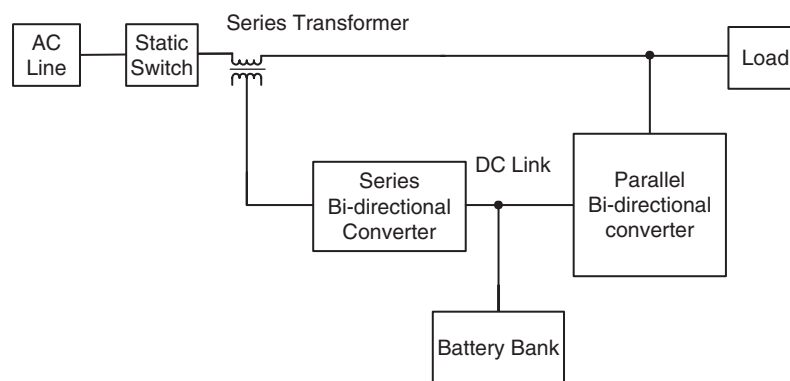 Series Transformer
AC
Line
Static
Switch
Load
Series
Bi-directional
Converter
DC Link
Parallel
Bi-directional
converter
Battery Bank